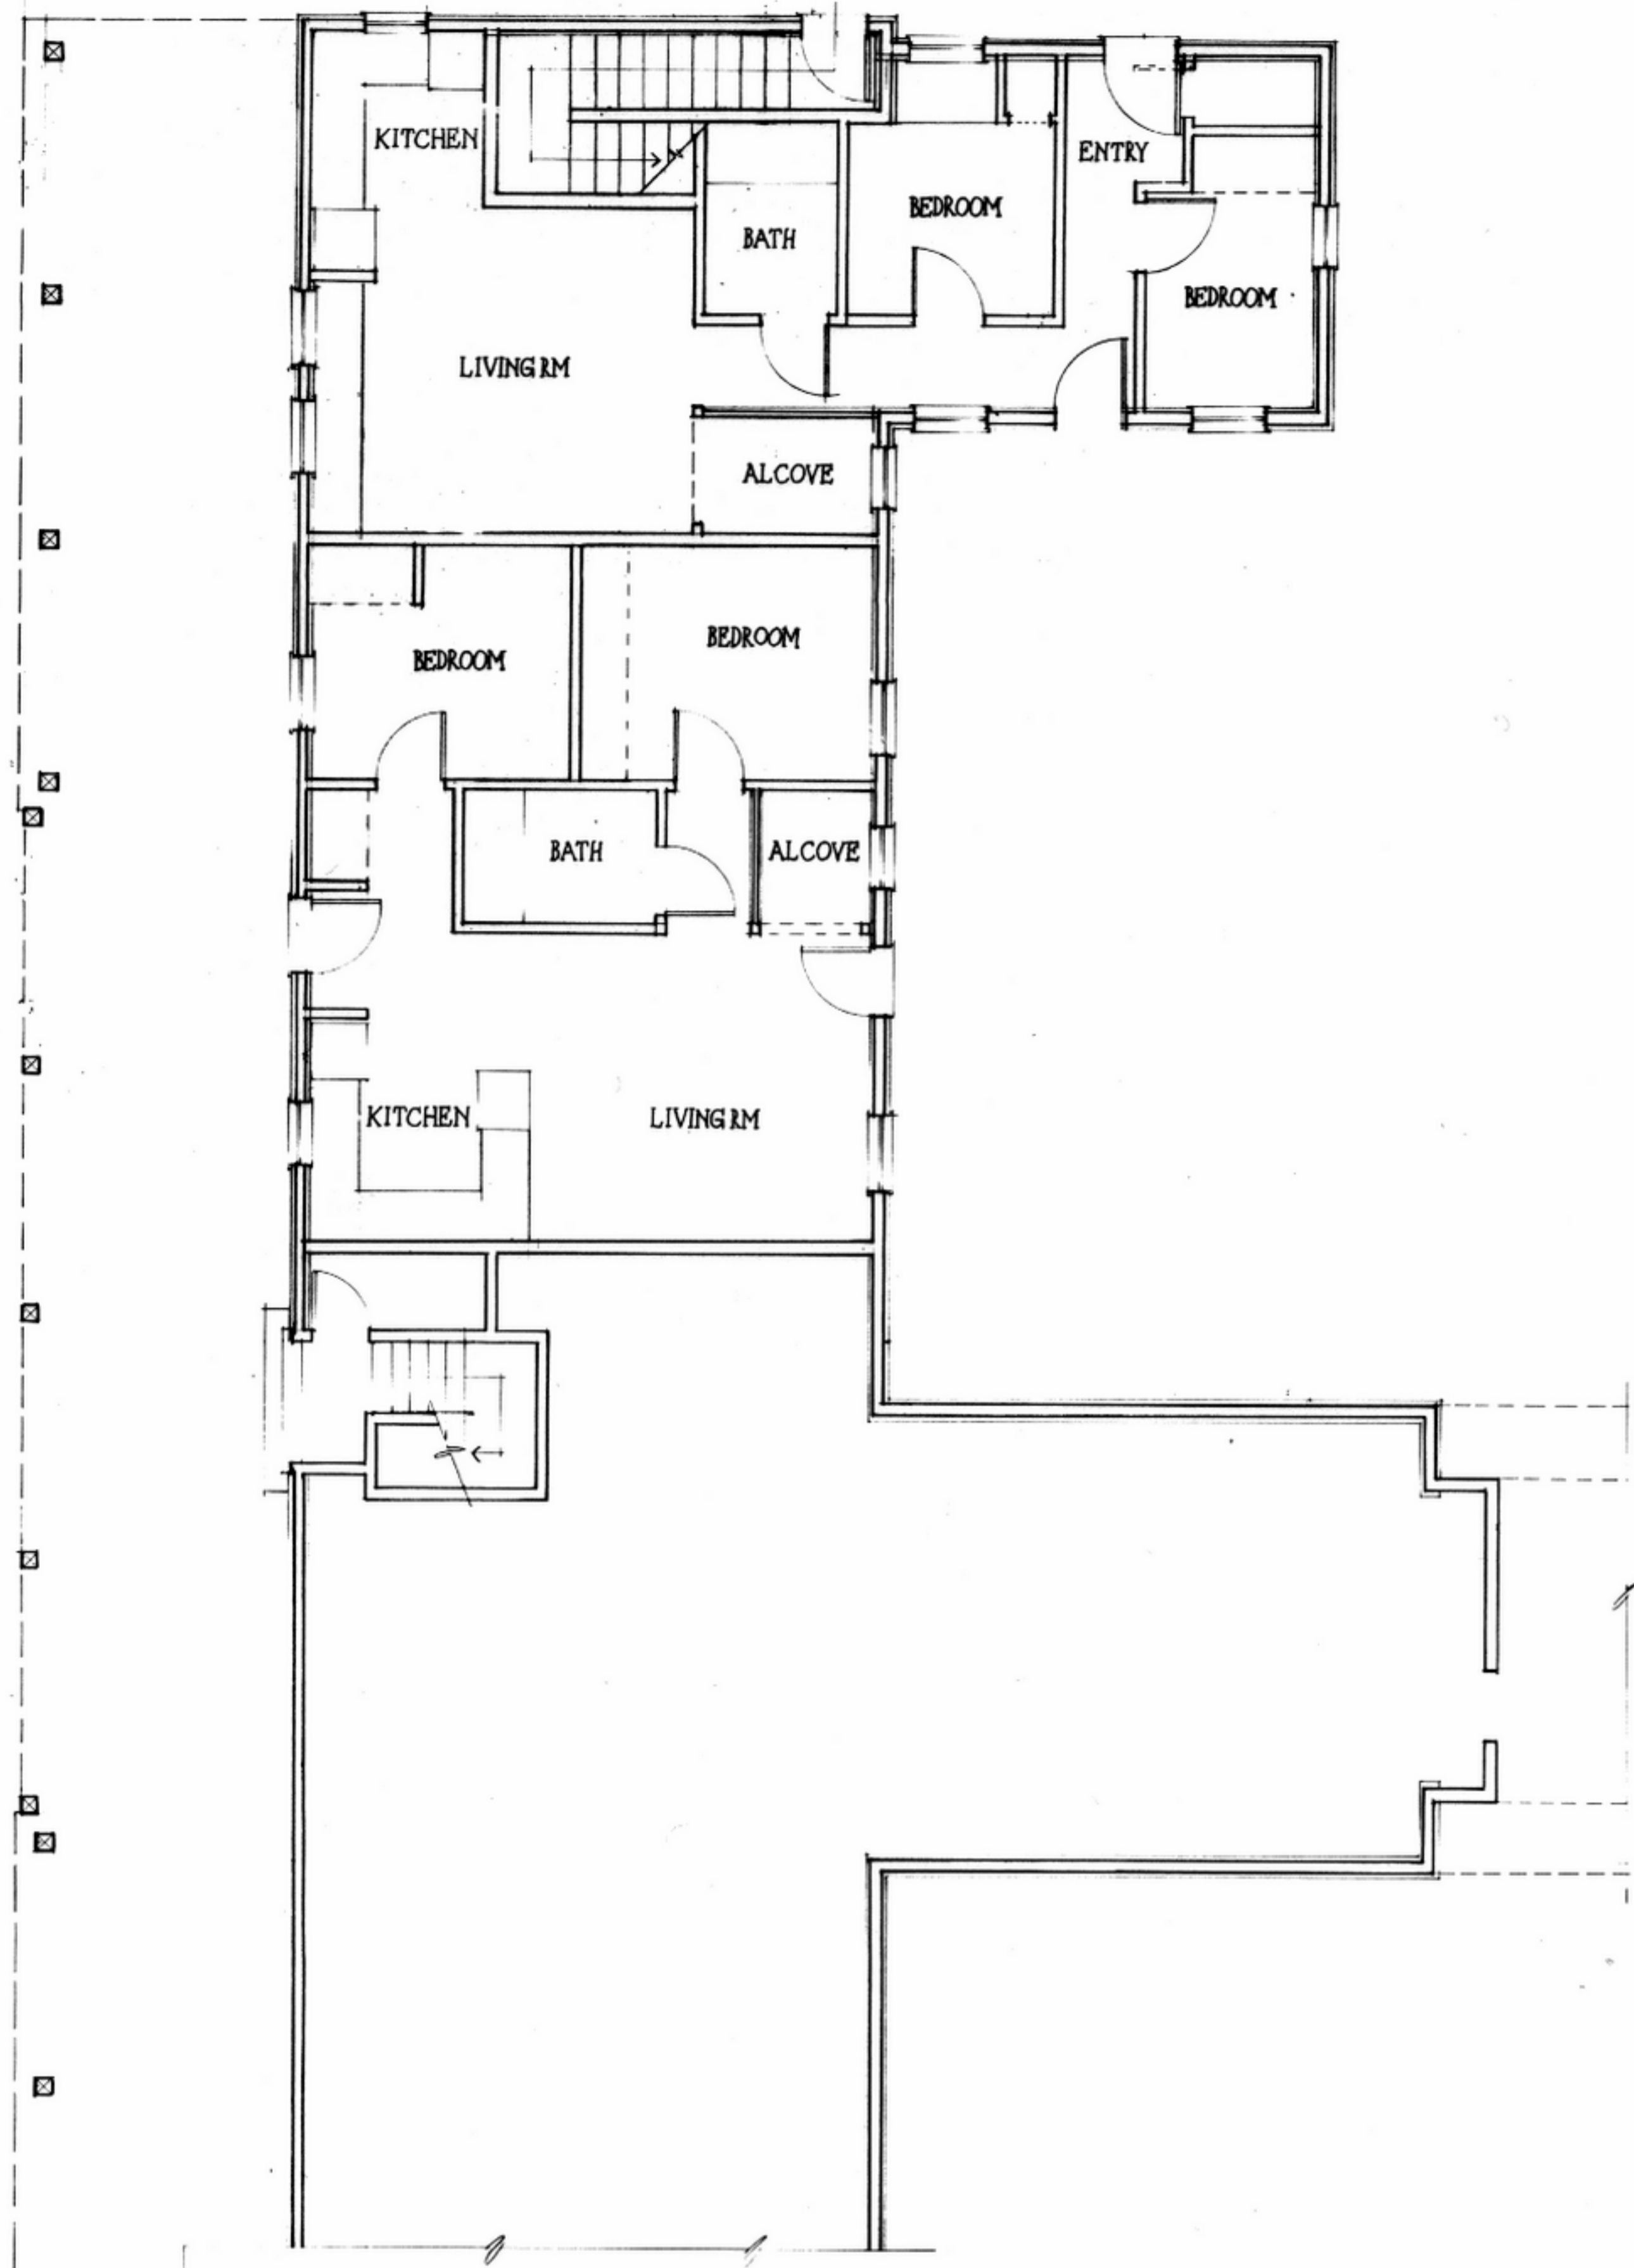 KITCHEN
ENTRY
BEDROOM
BATH
BEDROOM
LIVING RM
ALCOVE
BEDROOM
BEDROOM
BATH
ALCOVE
KITCHEN
LIVING RM